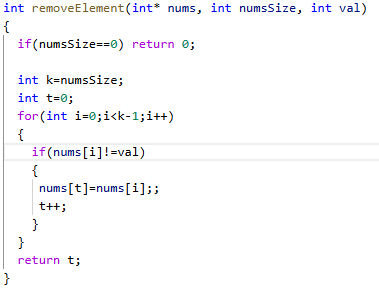 int removeElement(int* nums, int numsSize, int val)
{
if(numsSize==0) return 0;
int k=numsSize;
int t=0;
for(int i=0;i<k-1;i++)
{
if(nums[i]!=val)
{
nums[t]=nums[i];;
t++;
}
}
return t;
}